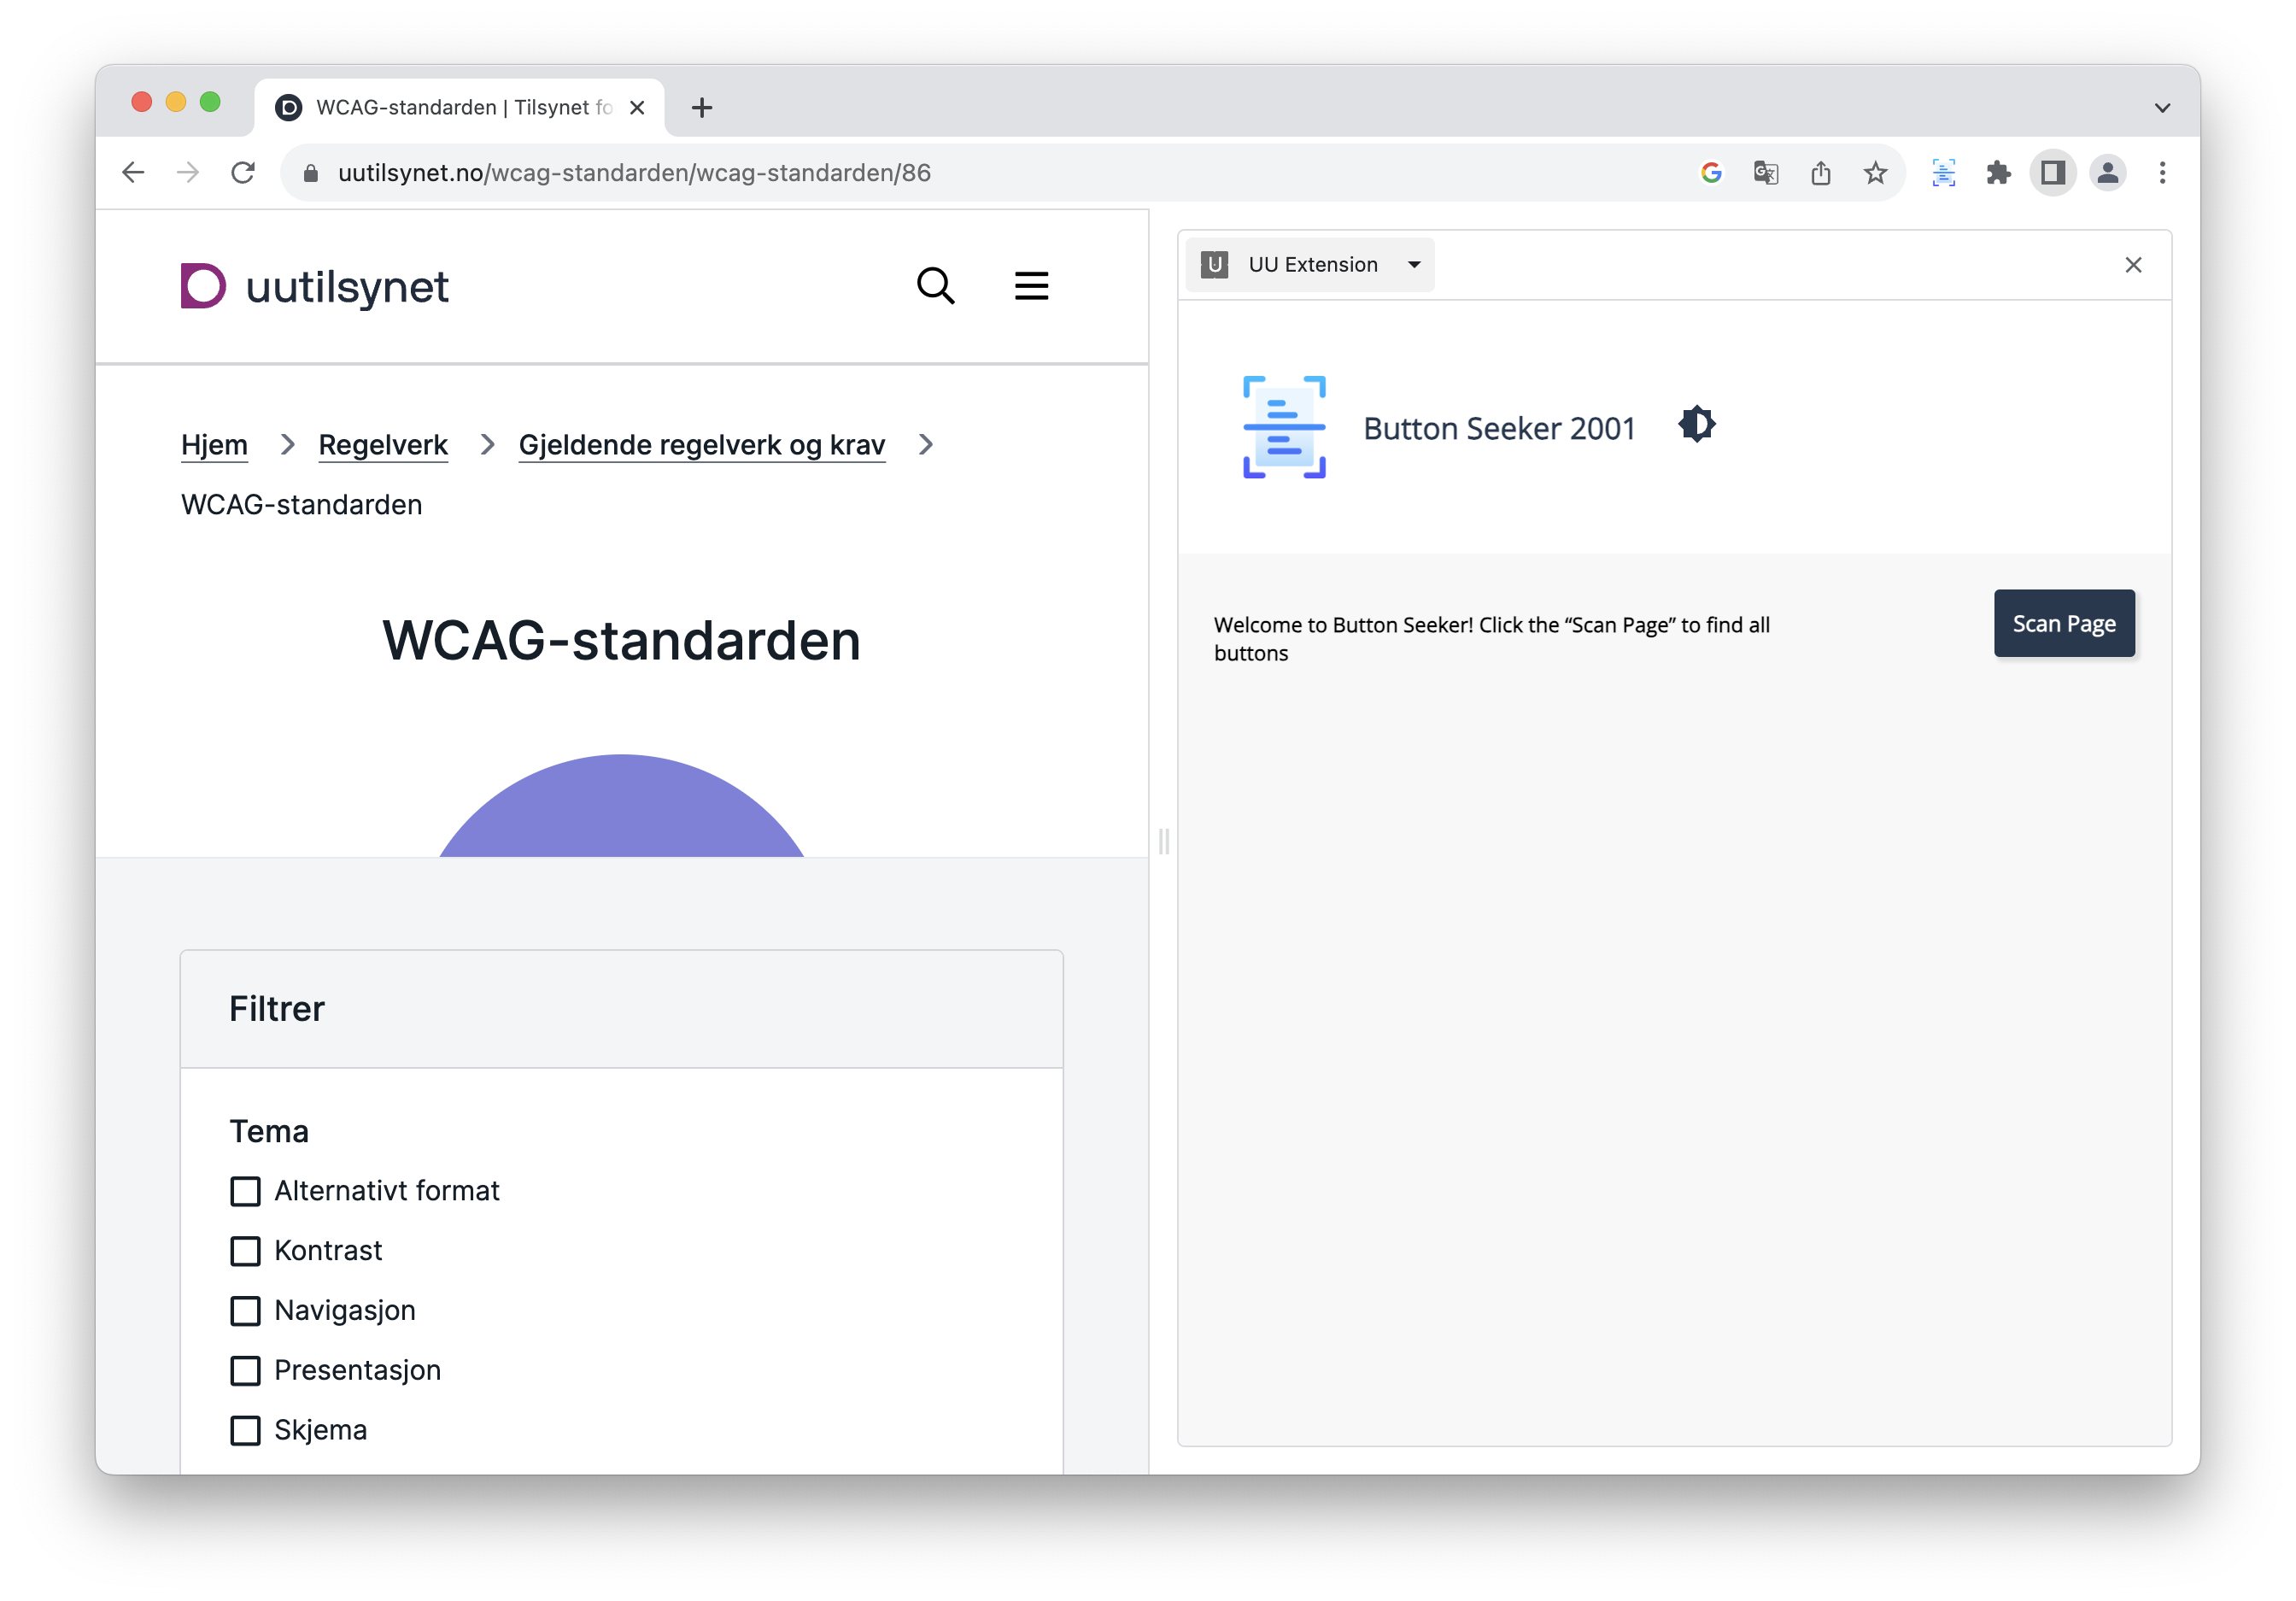 WCAG-standarden | Tilsynet fo
uutilsynet.no/wcag-standarden/wcag-standarden/86
uutilsynet
Hjem > Regelverk > Gjeldende regelverk og krav >
WCAG-standarden
WCAG-standarden
Filtrer
Tema
Alternativt format
Kontrast
Navigasjon
Presentasjon
Skjema
U UU Extension
Button Seeker 2001
Welcome to Button Seeker! Click the “Scan Page” to find all
buttons
Scan Page